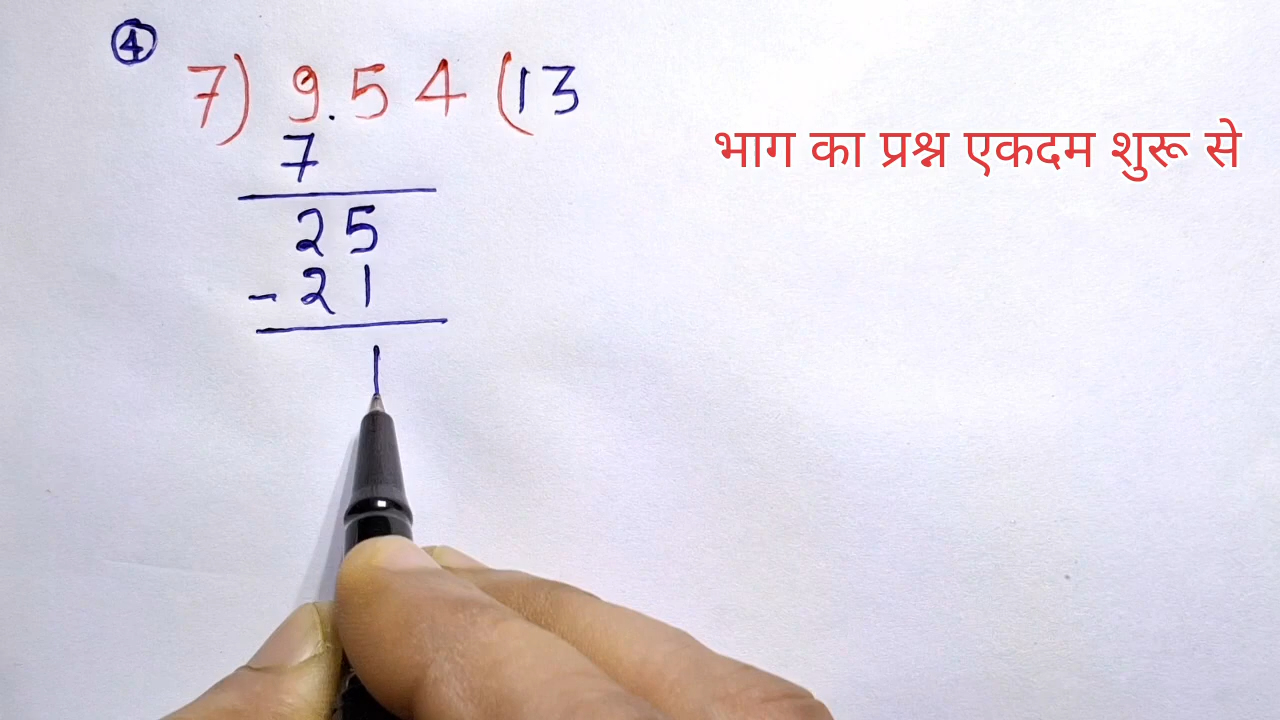 ④
7) 9.54 (13
7
भाग का प्रश्न एकदम शुरू से
25
- 21
1